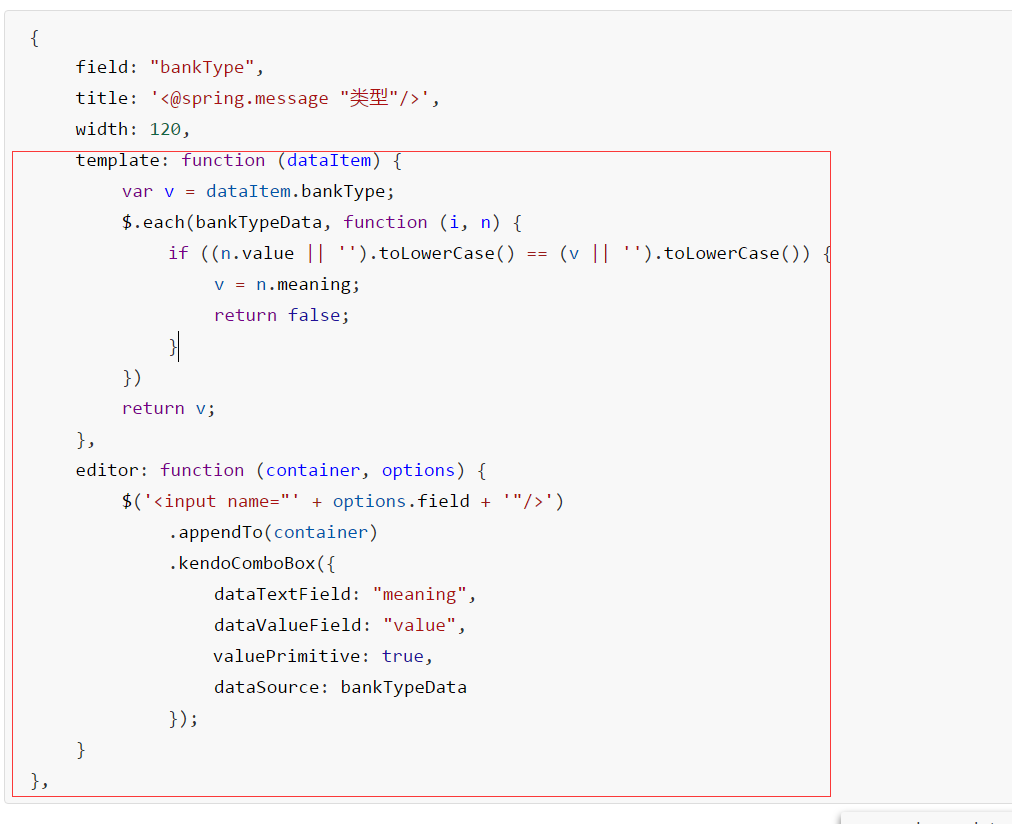 {
field: "bankType",
title: '<@spring.message "类型"/>',
width: 120,
template: function (dataItem) {
var v = dataItem.bankType;
$.each(bankTypeData, function (i, n) {
if ((n.value || '').toLowerCase() == (v || '').toLowerCase()) {
v = n.meaning;
return false;
}
})
return v;
},
editor: function (container, options) {
$('<input name="' + options.field + '"/>')
.appendTo(container)
.kendoComboBox({
dataTextField: "meaning",
dataValueField: "value",
valuePrimitive: true,
dataSource: bankTypeData
});
}
},